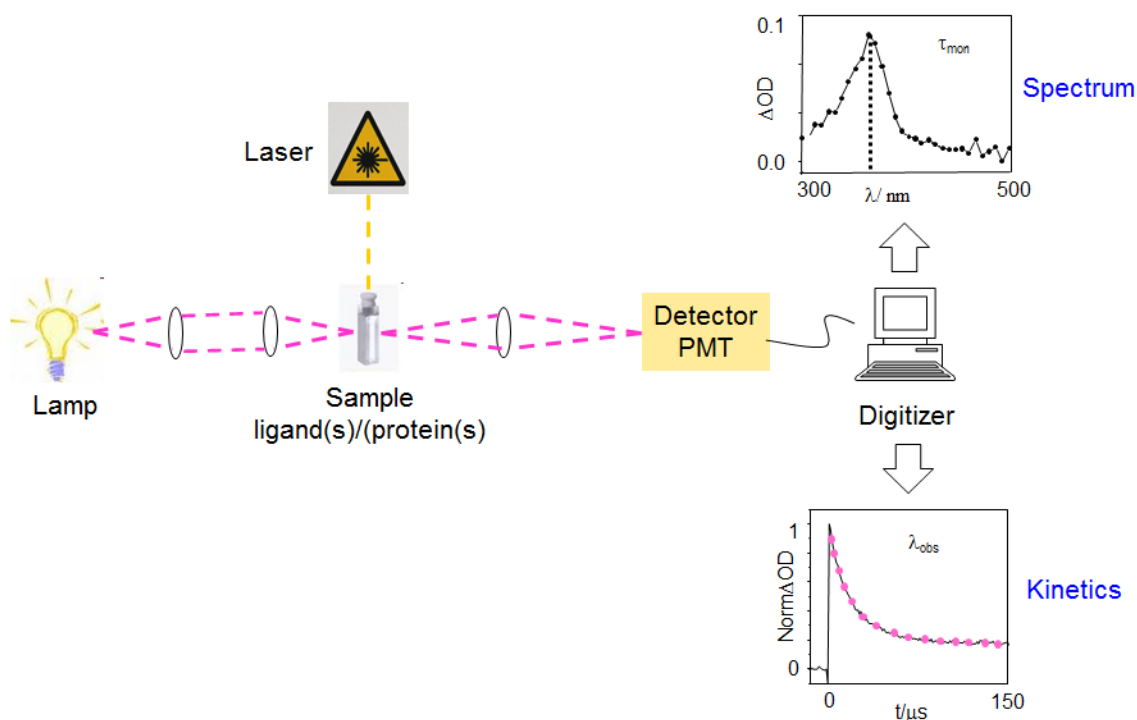 0.1
τmon
ΔOD
Spectrum
0.0
300
500
λ/ nm
Laser
Detector
PMT
Lamp
Sample
ligand(s)/(protein(s)
Digitizer
1
λobs
NormΔOD
Kinetics
0
0
150
t/μs